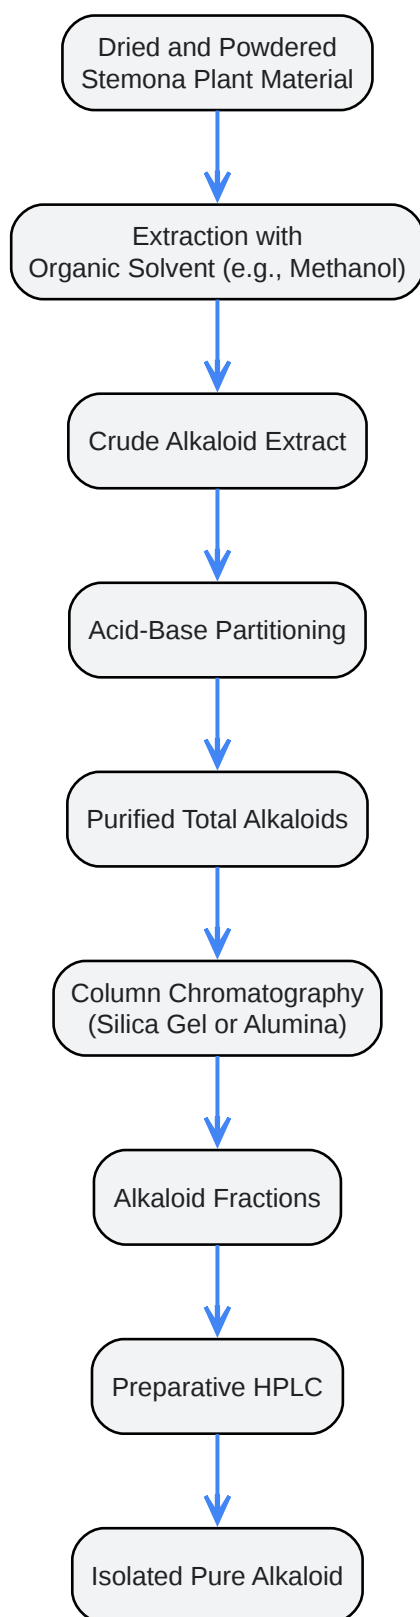 Dried and Powdered
Stemona Plant Material
Extraction with
Organic Solvent (e.g., Methanol)
Crude Alkaloid Extract
Acid-Base Partitioning
Purified Total Alkaloids
Column Chromatography
(Silica Gel or Alumina)
Alkaloid Fractions
Preparative HPLC
Isolated Pure Alkaloid